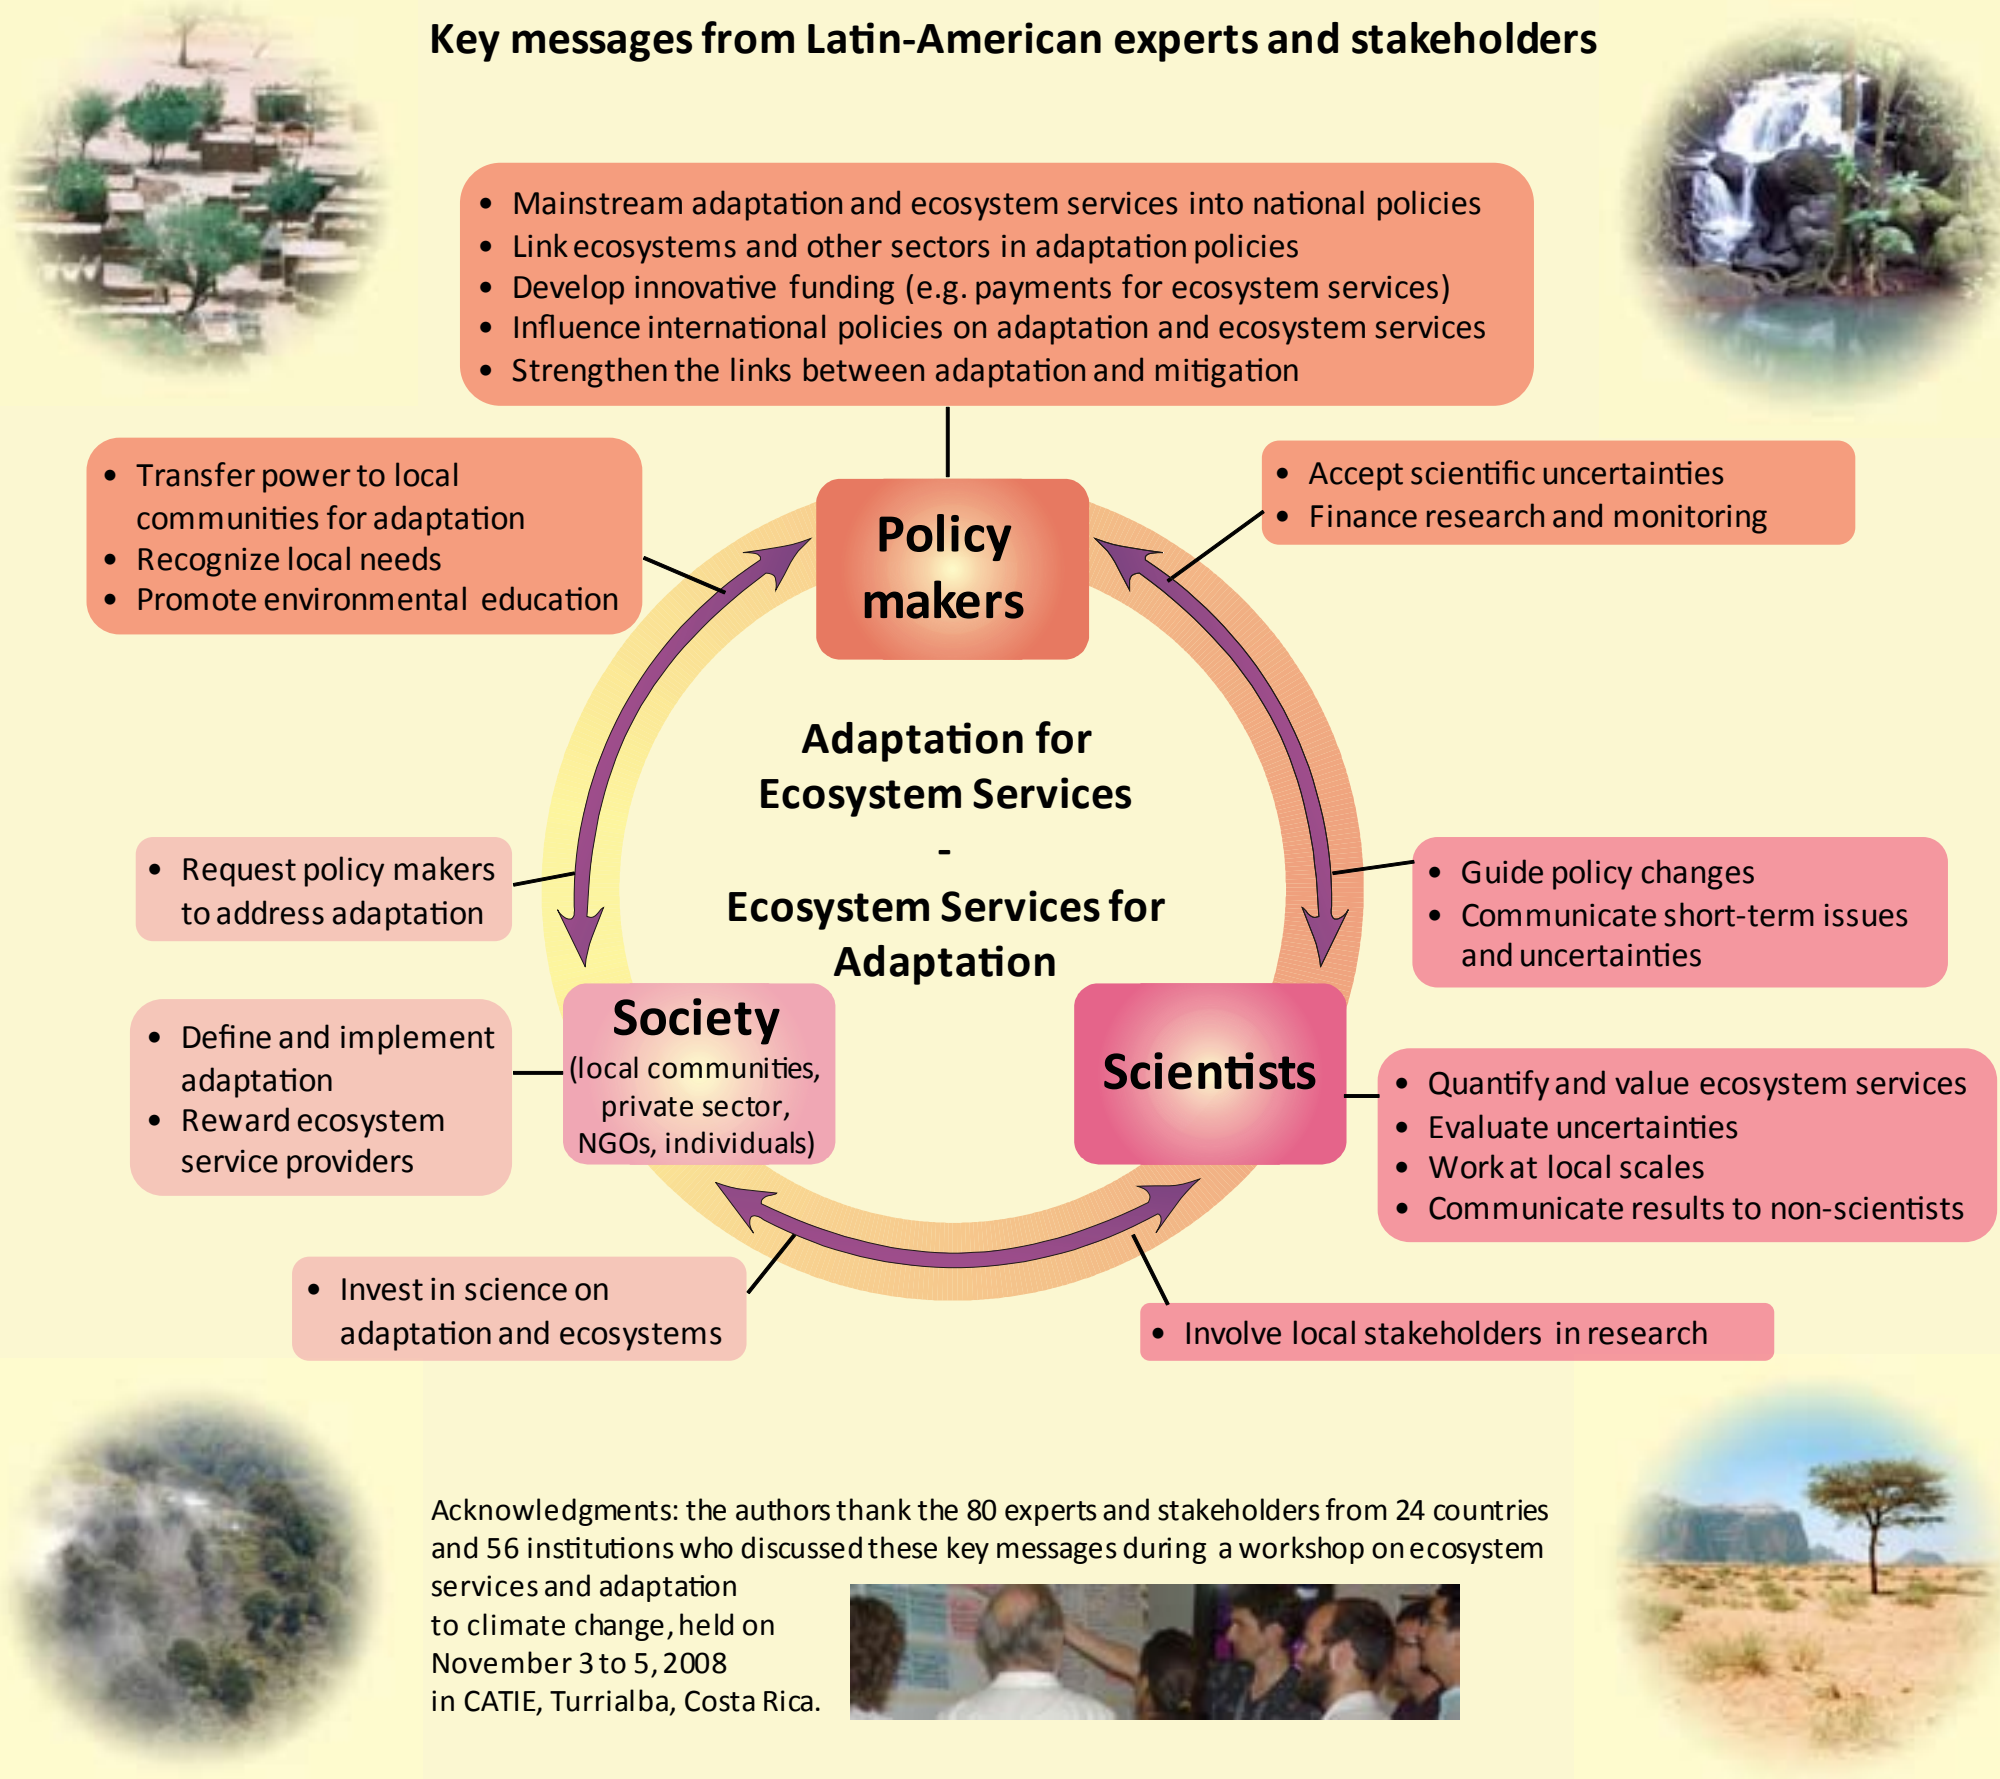 Key messages from Latin-American experts and stakeholders
• Mainstream adaptation and ecosystem services into national policies
• Link ecosystems and other sectors in adaptation policies
• Develop innovative funding (e.g. payments for ecosystem services)
• Influence international policies on adaptation and ecosystem services
• Strengthen the links between adaptation and mitigation
• Transfer power to local
communities for adaptation
• Recognize local needs
• Promote environmental education
• Accept scientific uncertainties
• Finance research and monitoring
Policy
makers
Adaptation for
Ecosystem Services
-
Ecosystem Services for
Adaptation
• Request policy makers
to address adaptation
• Guide policy changes
• Communicate short-term issues
and uncertainties
• Define and implement
adaptation
• Reward ecosystem
service providers
Society
(local communities,
private sector,
NGOs, individuals)
Scientists
• Quantify and value ecosystem services
• Evaluate uncertainties
• Work at local scales
• Communicate results to non-scientists
• Invest in science on
adaptation and ecosystems
• Involve local stakeholders in research
Acknowledgments: the authors thank the 80 experts and stakeholders from 24 countries
and 56 institutions who discussed these key messages during a workshop on ecosystem
services and adaptation
to climate change, held on
November 3 to 5, 2008
in CATIE, Turrialba, Costa Rica.